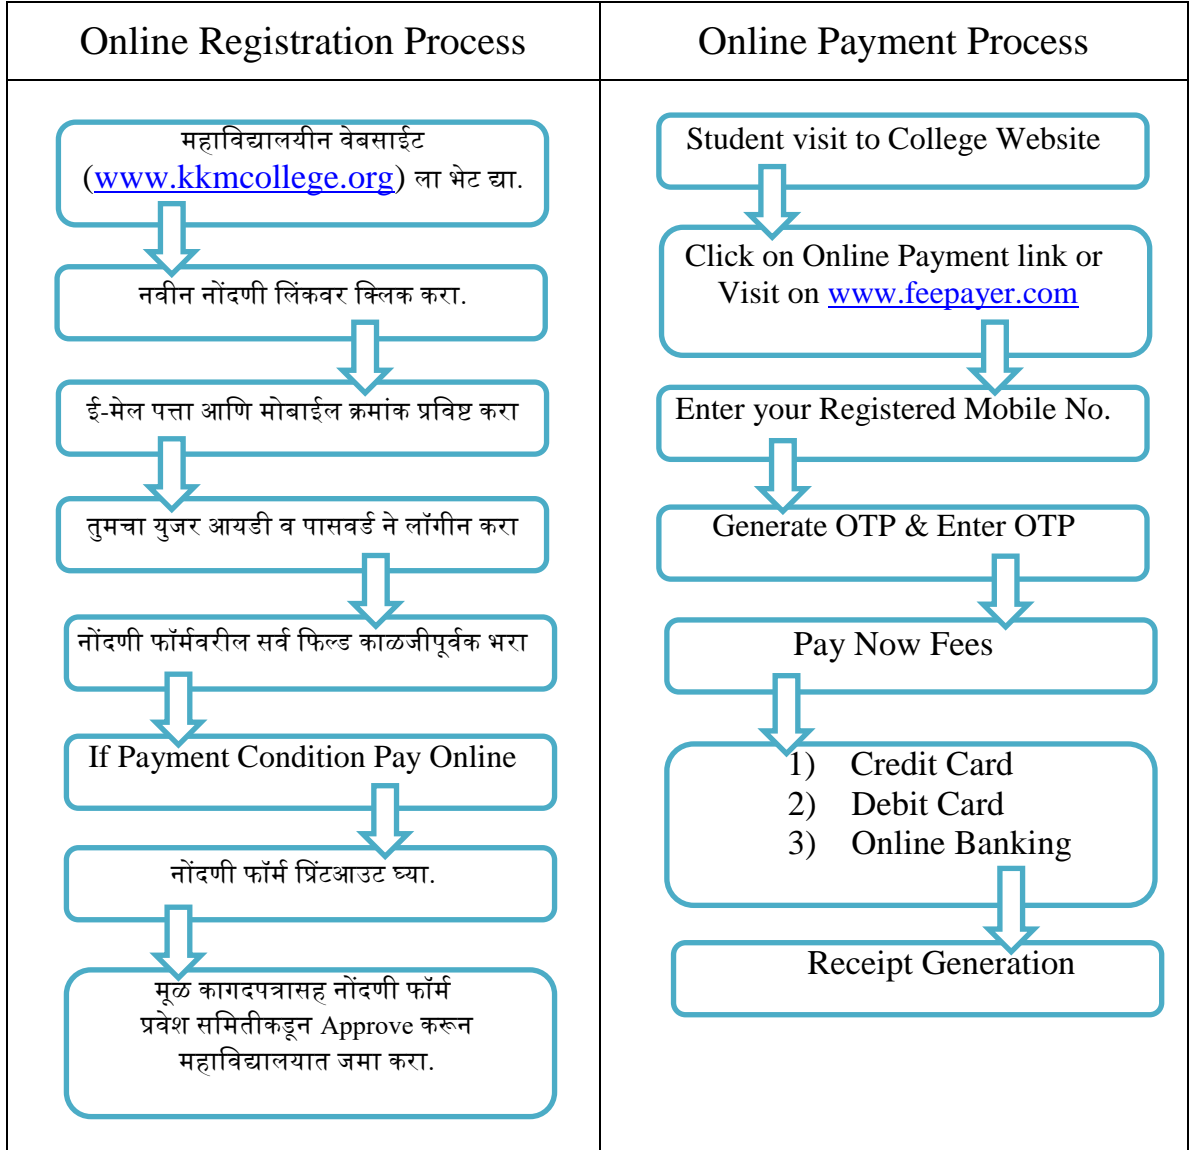 Online Registration Process
महाविद्यालयीन वेबसाईट
(www.kkmcollege.org) ला भेट द्या.
नवीन नोंदणी लिंकवर क्लिक करा.
ई-मेल पत्ता आणि मोबाईल क्रमांक प्रविष्ट करा
तुमचा युजर आयडी व पासवर्ड ने लॉगीन करा
नोंदणी फॉर्मवरील सर्व फिल्ड काळजीपूर्वक भरा
If Payment Condition Pay Online
नोंदणी फॉर्म प्रिंटआउट घ्या.
मूळ कागदपत्रासह नोंदणी फॉर्म
प्रवेश समितीकडून Approve करून
महाविद्यालयात जमा करा.
Online Payment Process
Student visit to College Website
Click on Online Payment link or
Visit on www.feepayer.com
Enter your Registered Mobile No.
Generate OTP & Enter OTP
Pay Now Fees
1) Credit Card
2) Debit Card
3) Online Banking
Receipt Generation